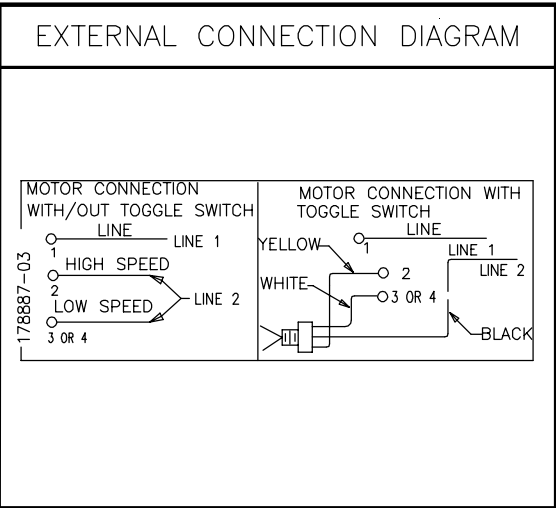 EXTERNAL CONNECTION DIAGRAM
178887-03
MOTOR CONNECTION
WITH/OUT TOGGLE SWITCH
LINE
LINE 1
1
HIGH SPEED
2
LINE 2
LOW SPEED
3 OR 4
MOTOR CONNECTION WITH
TOGGLE SWITCH
LINE
1
LINE 1
YELLOW
2
LINE 2
WHITE
3 OR 4
BLACK